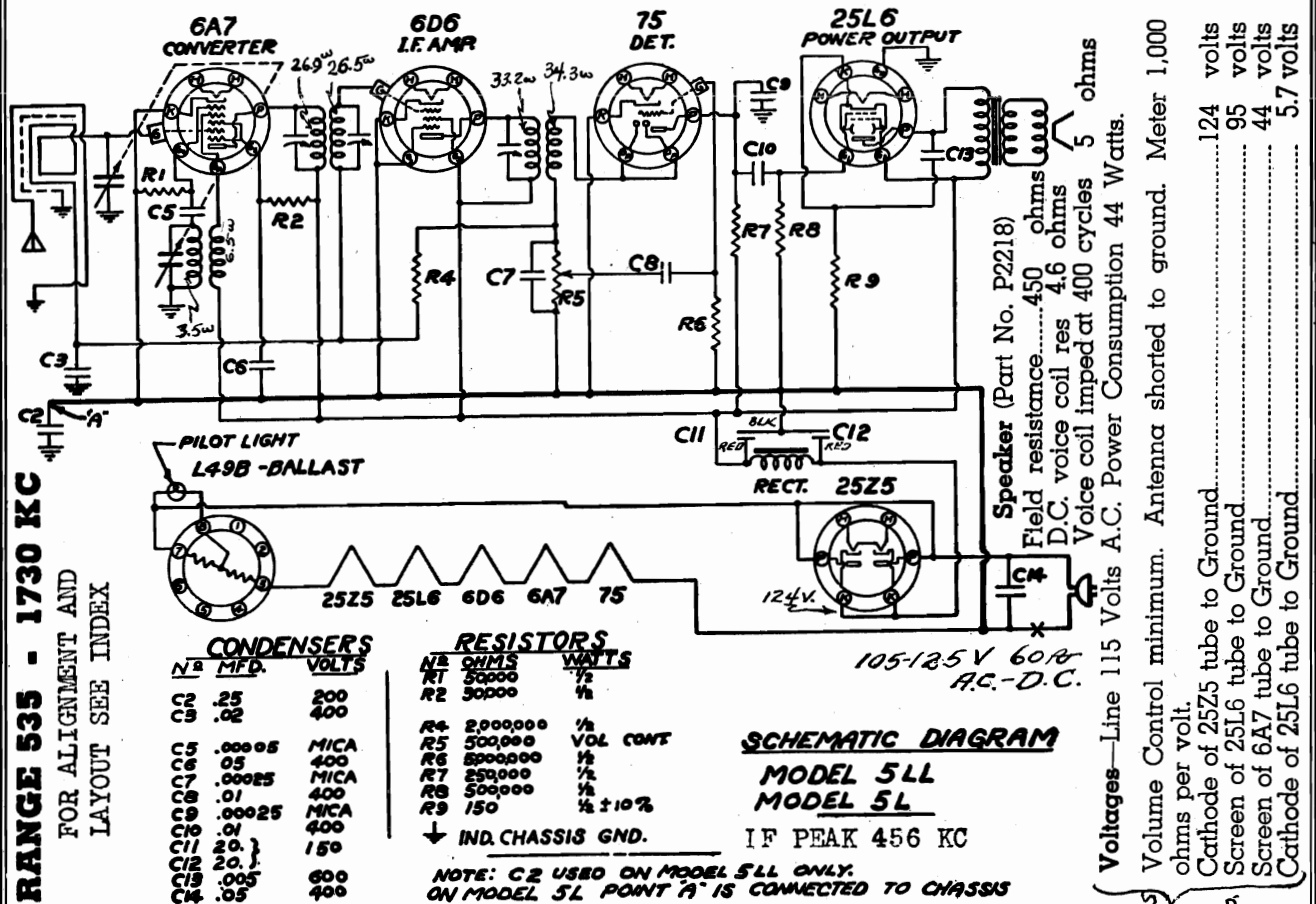 6A7
CONVERTER
6D6
I.F. AMP.
75
DET.
25L6
POWER OUTPUT
26.9ω
26.5ω
33.2ω
34.3ω
6.5ω
3.5ω
R1
C5
R2
C3
C6
R4
C7
R5
C8
R6
C9
C10
R7
R8
R9
C13
C2
"A"
C11
BLK
RED
RED
C12
RECT.
25Z5
PILOT LIGHT
L49B -BALLAST
25Z5
25L6
6D6
6A7
75
124V.
C14
X
105-125 V 60~
A.C.-D.C.
RANGE 535 - 1730 KC
FOR ALIGNMENT AND
LAYOUT SEE INDEX
CONDENSERS
Nº MFD. VOLTS
C2 .25 200
C3 .02 400
C5 .00005 MICA
C6 05 400
C7 .00025 MICA
C8 .01 400
C9 .00025 MICA
C10 .01 400
C11 20. } 150
C12 20. }
C13 .005 600
C14 .05 400
RESISTORS
Nº OHMS WATTS
R1 50,000 ½
R2 30,000 ½
R4 2,000,000 ½
R5 500,000 VOL CONT
R6 5,000,000 ½
R7 250,000 ½
R8 500,000 ½
R9 150 ½ ±10%
IND. CHASSIS GND.
SCHEMATIC DIAGRAM
MODEL 5LL
MODEL 5L
IF PEAK 456 KC
NOTE: C2 USED ON MODEL 5LL ONLY.
ON MODEL 5L POINT "A" IS CONNECTED TO CHASSIS
Speaker (Part No. P2218)
Field resistance......450 ohms
D.C. voice coil res 4.6 ohms
Voice coil imped at 400 cycles 5 ohms
Voltages—Line 115 Volts A.C. Power Consumption 44 Watts.
Volume Control minimum. Antenna shorted to ground. Meter 1,000
ohms per volt.
Cathode of 25Z5 tube to Ground......124 volts
Screen of 25L6 tube to Ground......95 volts
Screen of 6A7 tube to Ground......44 volts
Cathode of 25L6 tube to Ground......5.7 volts